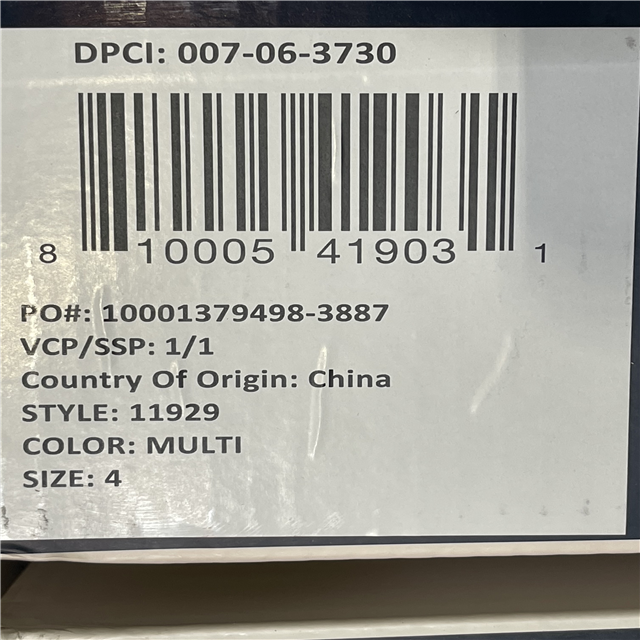 DPCI: 007-06-3730
8 10005 41903 1
PO#: 10001379498-3887
VCP/SSP: 1/1
Country Of Origin: China
STYLE: 11929
COLOR: MULTI
SIZE: 4